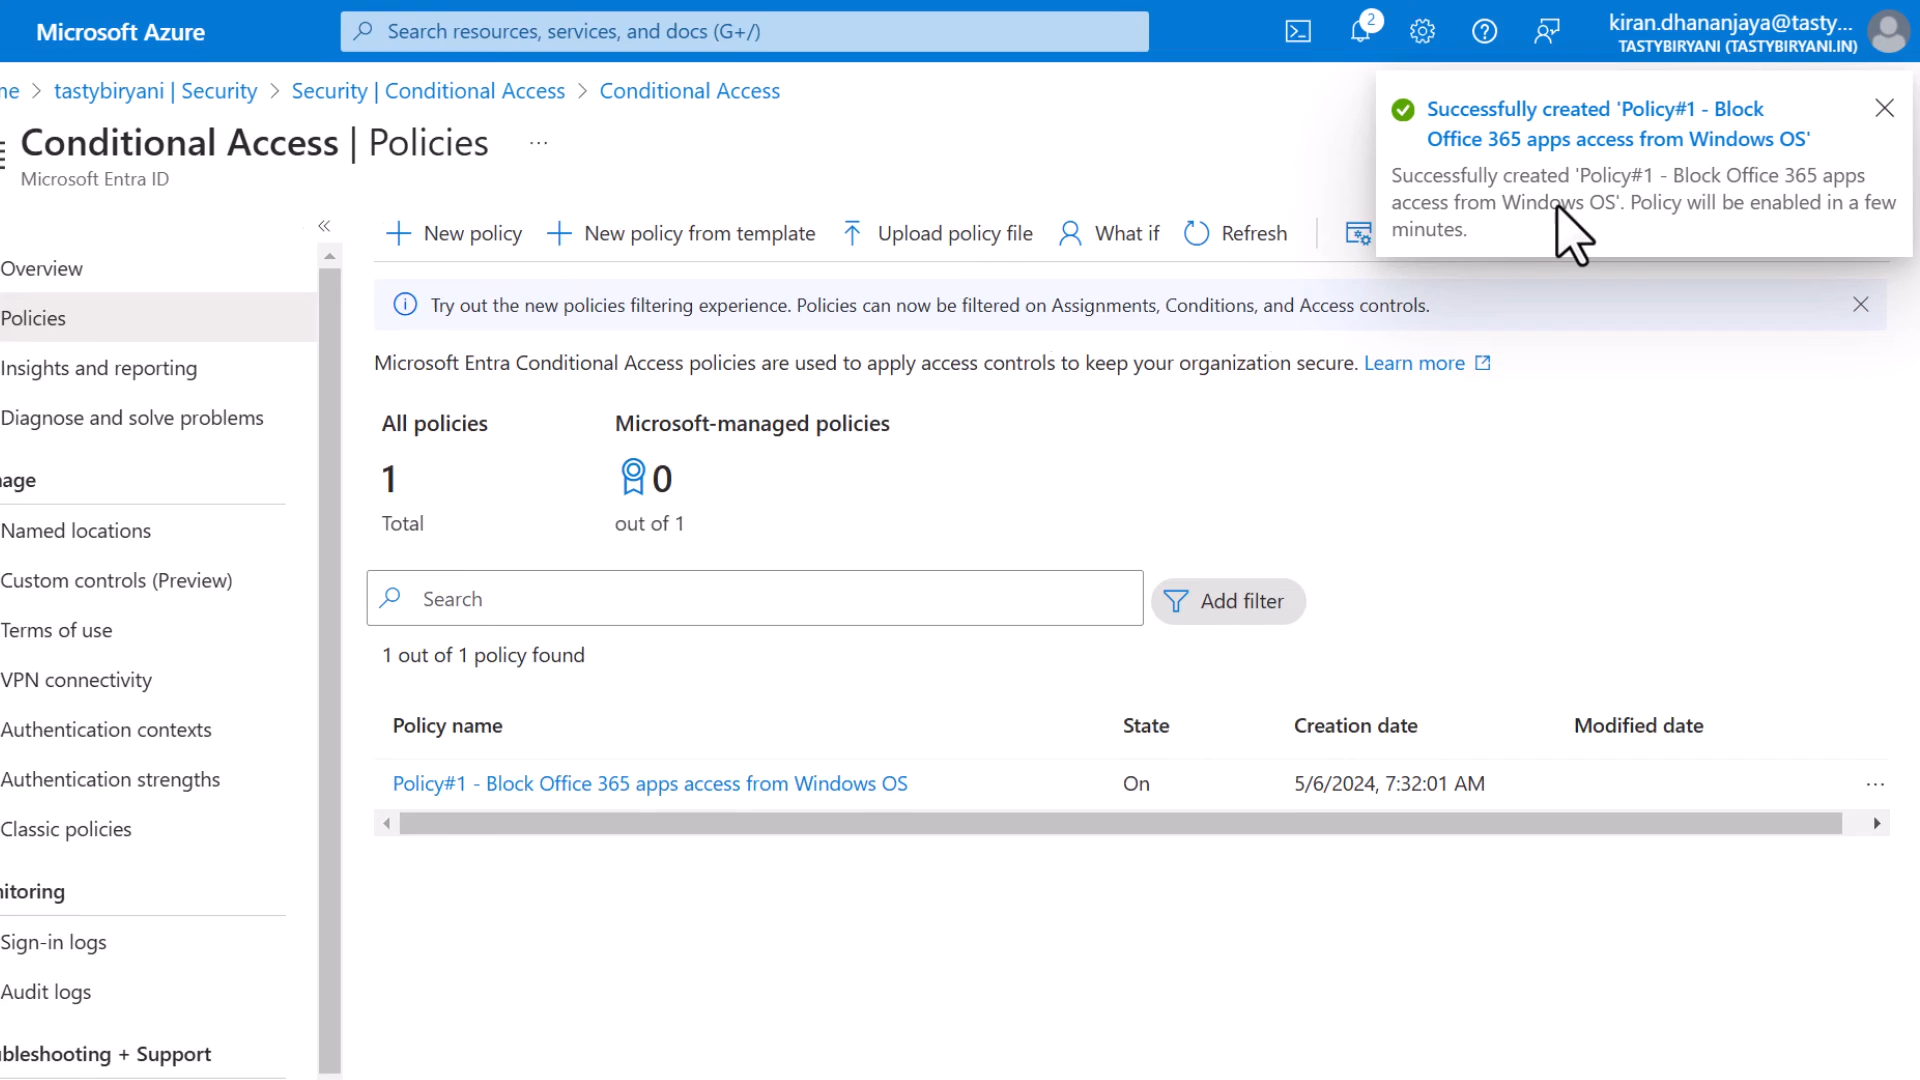 Microsoft Azure
Search resources, services, and docs (G+/)
2
kiran.dhananjaya@tasty...
TASTYBIRYANI (TASTYBIRYANI.IN)
me > tastybiryani | Security > Security | Conditional Access > Conditional Access
Conditional Access | Policies ...
Microsoft Entra ID
Successfully created 'Policy#1 - Block
Office 365 apps access from Windows OS'
Successfully created 'Policy#1 - Block Office 365 apps
access from Windows OS'. Policy will be enabled in a few
minutes.
Overview
Policies
Insights and reporting
Diagnose and solve problems
nage
Named locations
Custom controls (Preview)
Terms of use
VPN connectivity
Authentication contexts
Authentication strengths
Classic policies
nitoring
Sign-in logs
Audit logs
ubleshooting + Support
New policy
New policy from template
Upload policy file
What if
Refresh
Try out the new policies filtering experience. Policies can now be filtered on Assignments, Conditions, and Access controls.
Microsoft Entra Conditional Access policies are used to apply access controls to keep your organization secure. Learn more
All policies
1
Total
Microsoft-managed policies
0
out of 1
Search
Add filter
1 out of 1 policy found
Policy name State Creation date Modified date
Policy#1 - Block Office 365 apps access from Windows OS On 5/6/2024, 7:32:01 AM ...